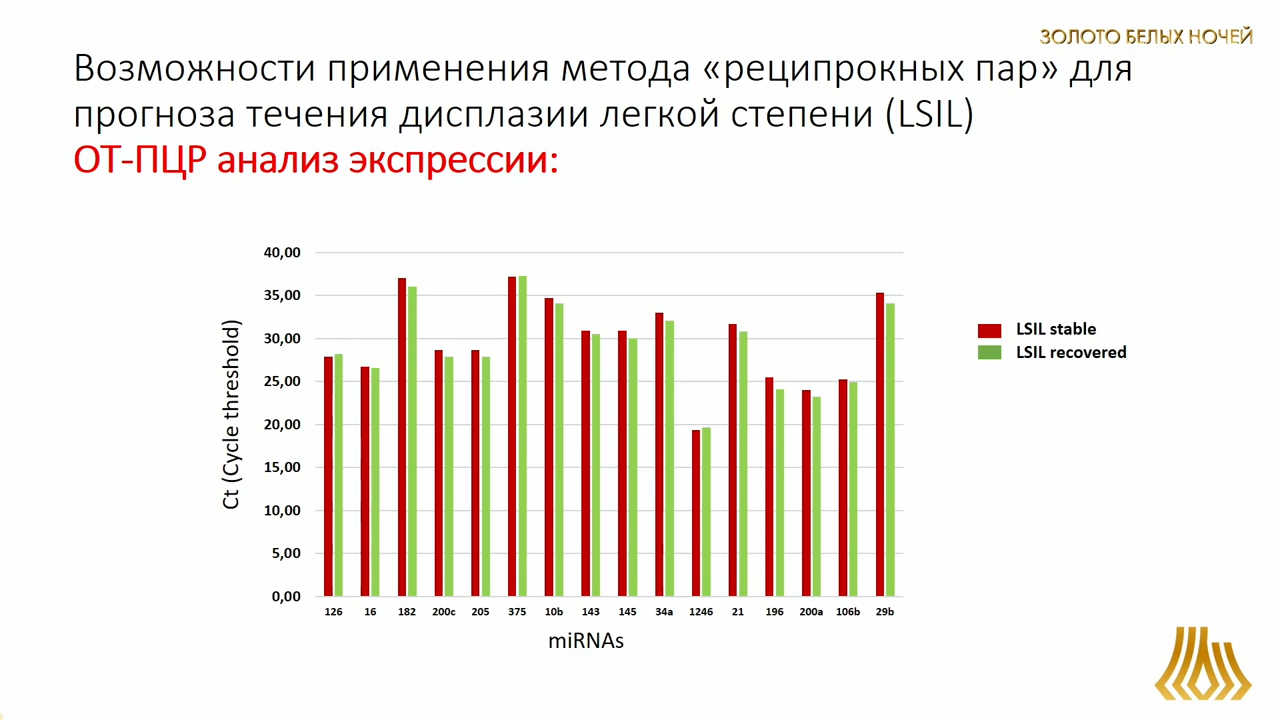 ЗОЛОТО БЕЛЫХ НОЧЕЙ
Возможности применения метода «реципрокных пар» для
прогноза течения дисплазии легкой степени (LSIL)
ОТ-ПЦР анализ экспрессии:
40,00
35,00
30,00
25,00
20,00
15,00
10,00
5,00
0,00
Ct (Cycle threshold)
126 16 182 200c 205 375 10b 143 145 34a 1246 21 196 200a 106b 29b
miRNAs
LSIL stable
LSIL recovered